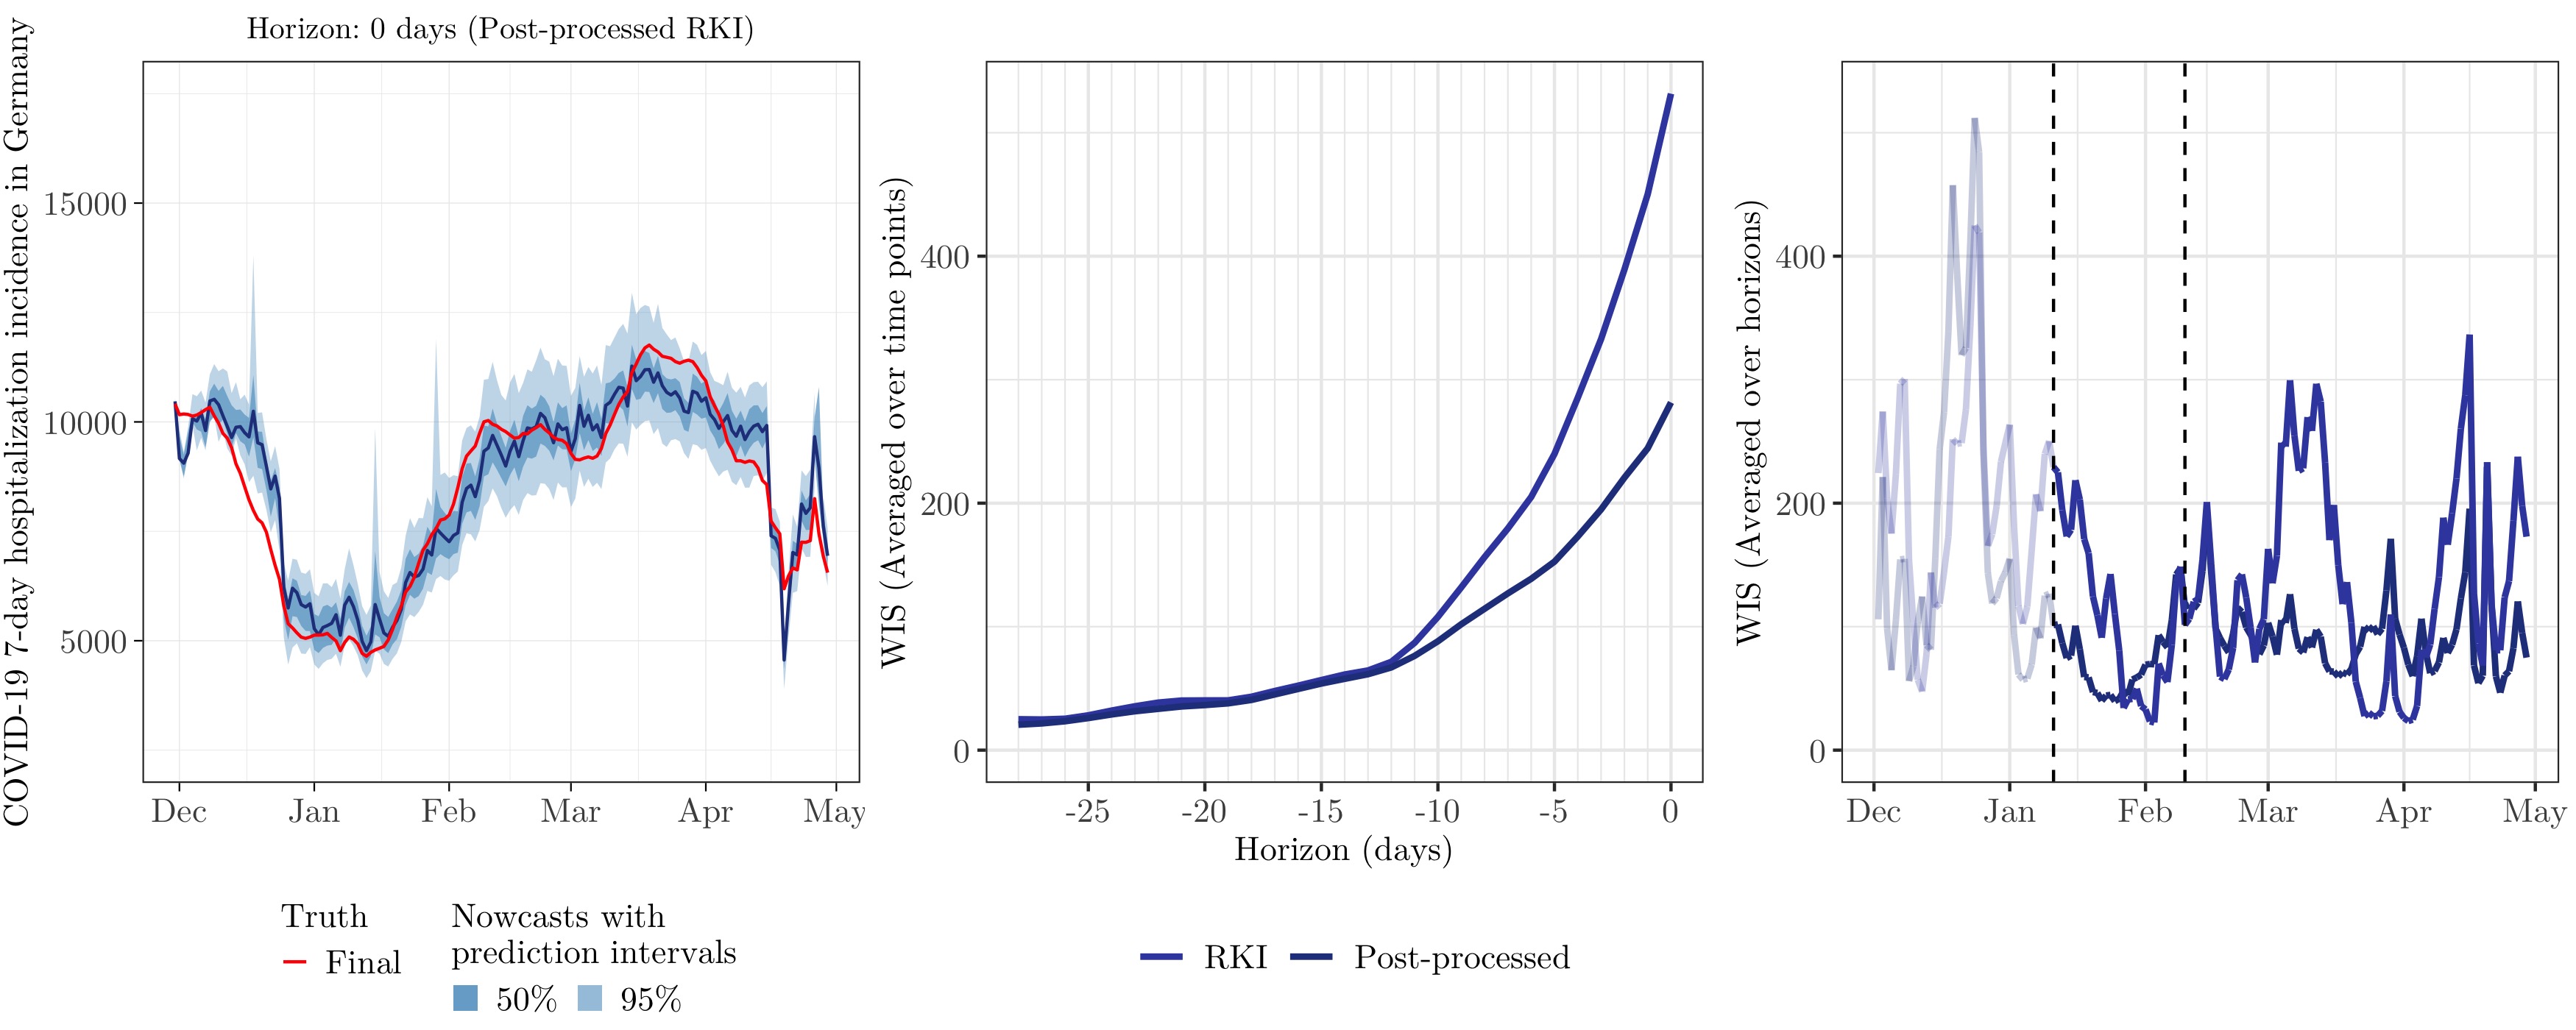 Horizon: 0 days (Post-processed RKI)
COVID-19 7-day hospitalization incidence in Germany
15000
10000
5000
Dec Jan Feb Mar Apr May
Truth
Final
Nowcasts with
prediction intervals
50% 95%
WIS (Averaged over time points)
400
200
0
-25 -20 -15 -10 -5 0
Horizon (days)
RKI Post-processed
WIS (Averaged over horizons)
400
200
0
Dec Jan Feb Mar Apr May